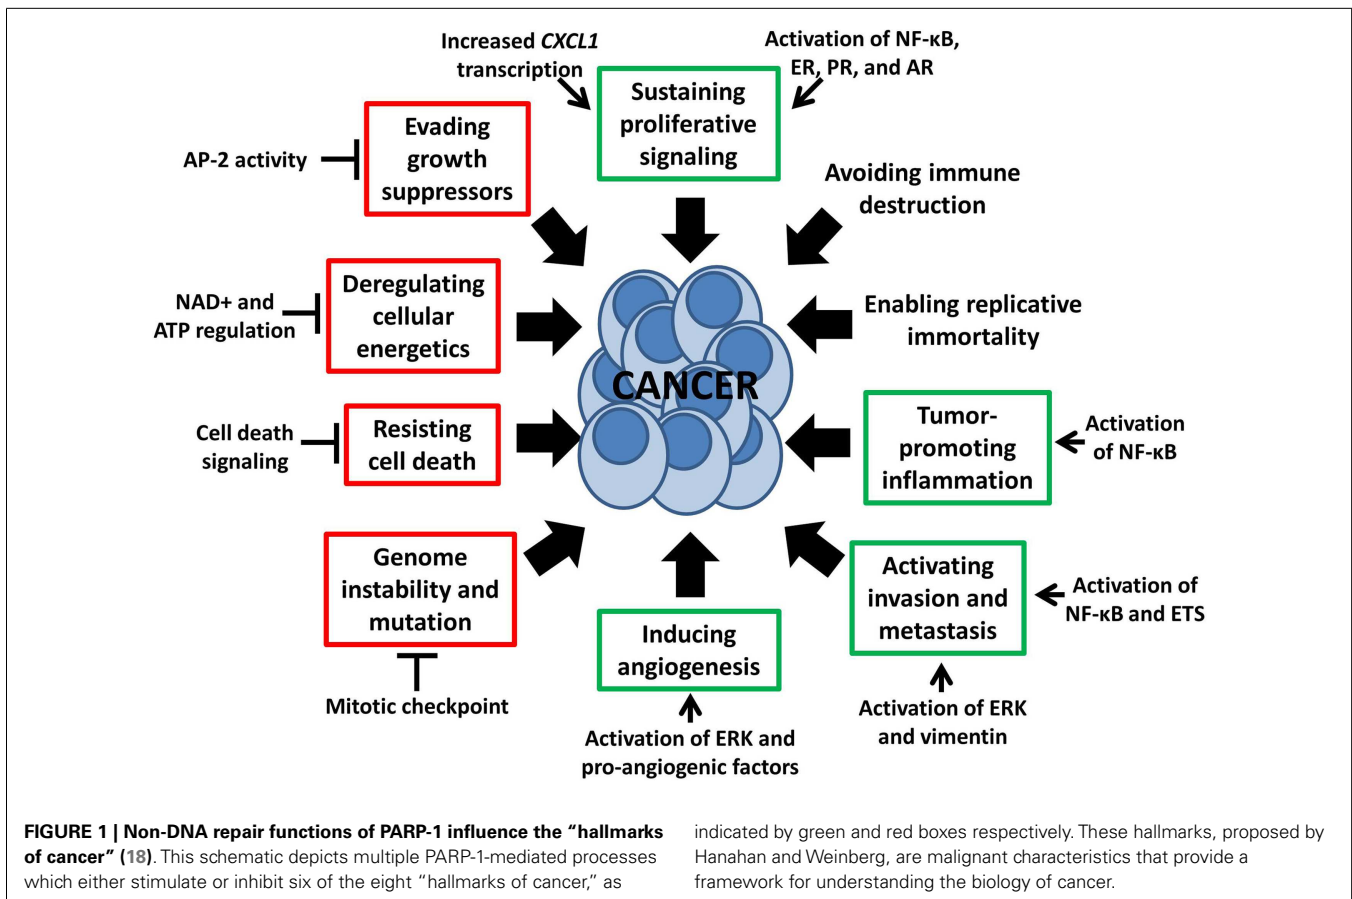 Increased CXCL1
transcription
Activation of NF-κB,
ER, PR, and AR
Sustaining
proliferative
signaling
Evading
growth
suppressors
AP-2 activity
Avoiding immune
destruction
Deregulating
cellular
energetics
NAD+ and
ATP regulation
Enabling replicative
immortality
CANCER
Resisting
cell death
Cell death
signaling
Tumor-
promoting
inflammation
Activation
of NF-κB
Genome
instability and
mutation
Mitotic checkpoint
Inducing
angiogenesis
Activation of ERK and
pro-angiogenic factors
Activating
invasion and
metastasis
Activation of
NF-κB and ETS
Activation of ERK
and vimentin
FIGURE 1 | Non-DNA repair functions of PARP-1 influence the “hallmarks
of cancer” (18). This schematic depicts multiple PARP-1-mediated processes
which either stimulate or inhibit six of the eight “hallmarks of cancer,” as
indicated by green and red boxes respectively. These hallmarks, proposed by
Hanahan and Weinberg, are malignant characteristics that provide a
framework for understanding the biology of cancer.